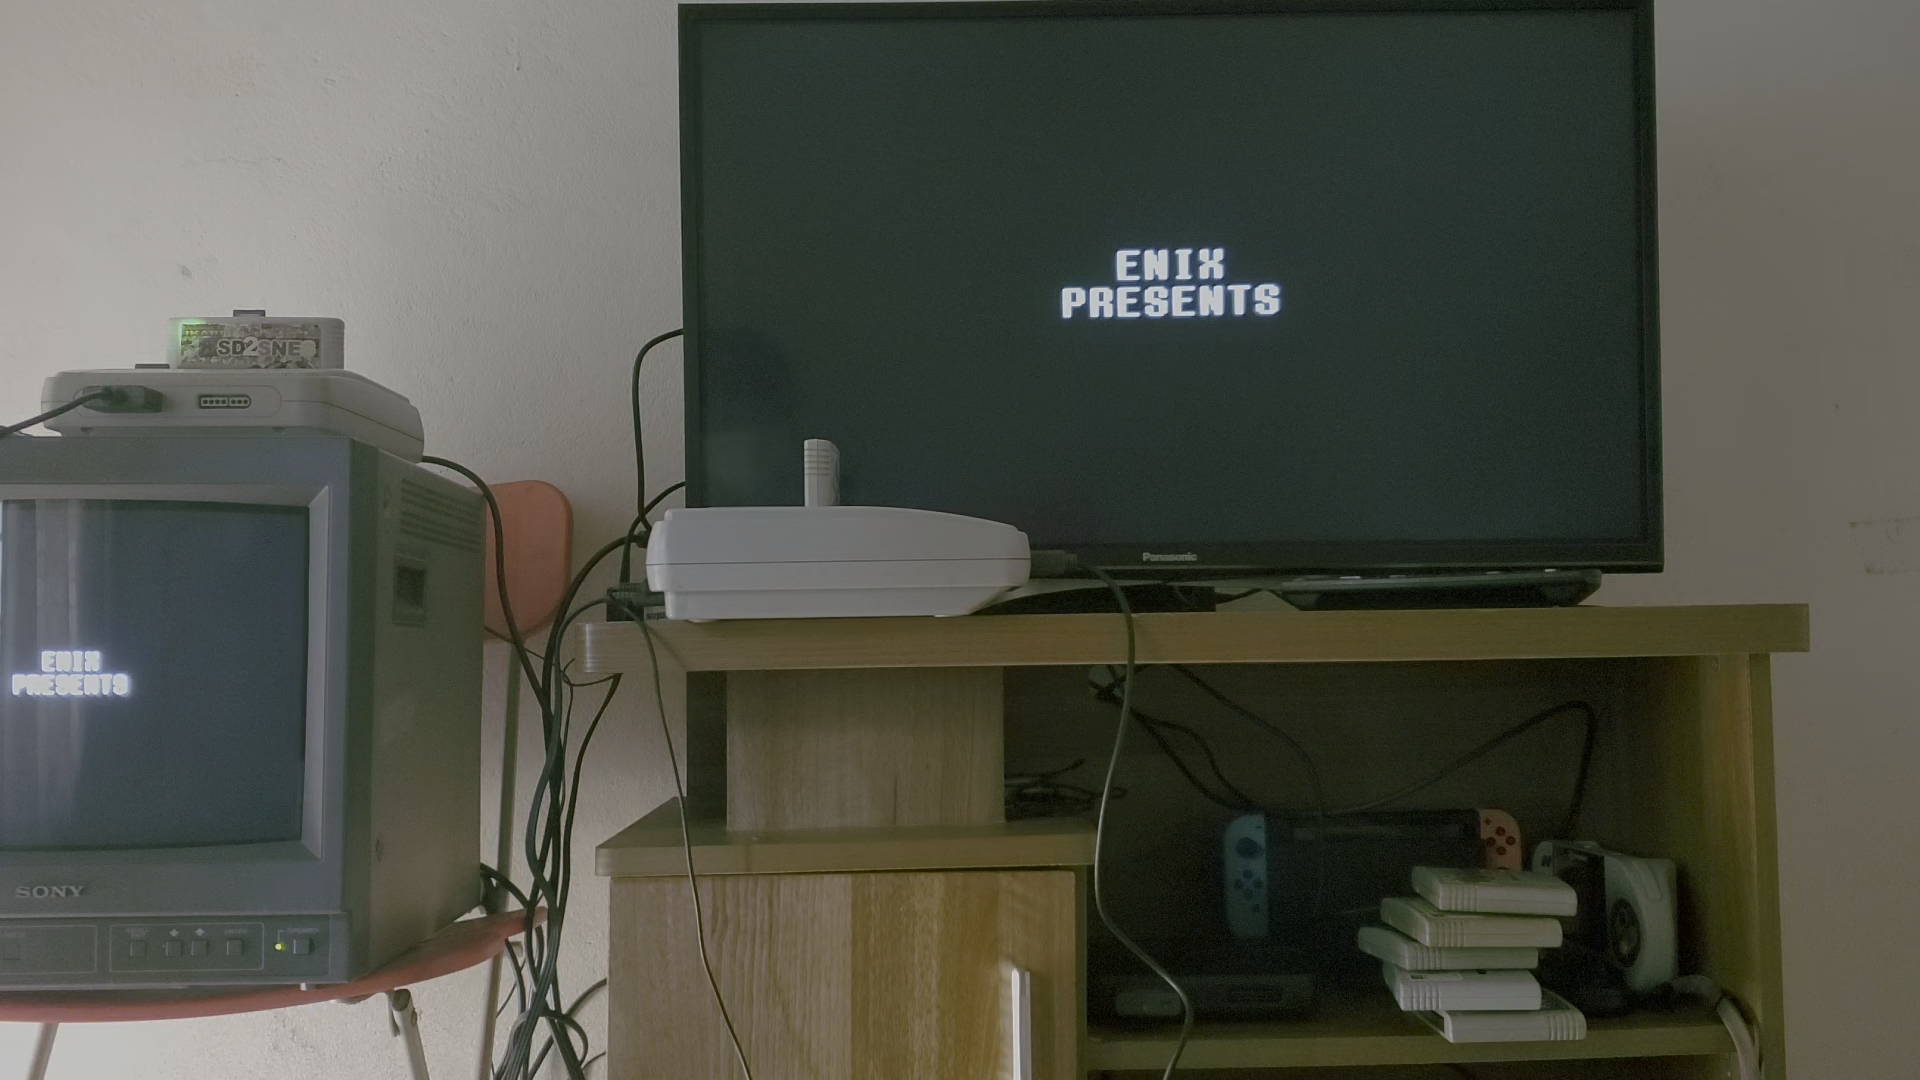 ENIX
PRESENTS
Panasonic
SD2SNES
ENIX
PRESENTS
SONY